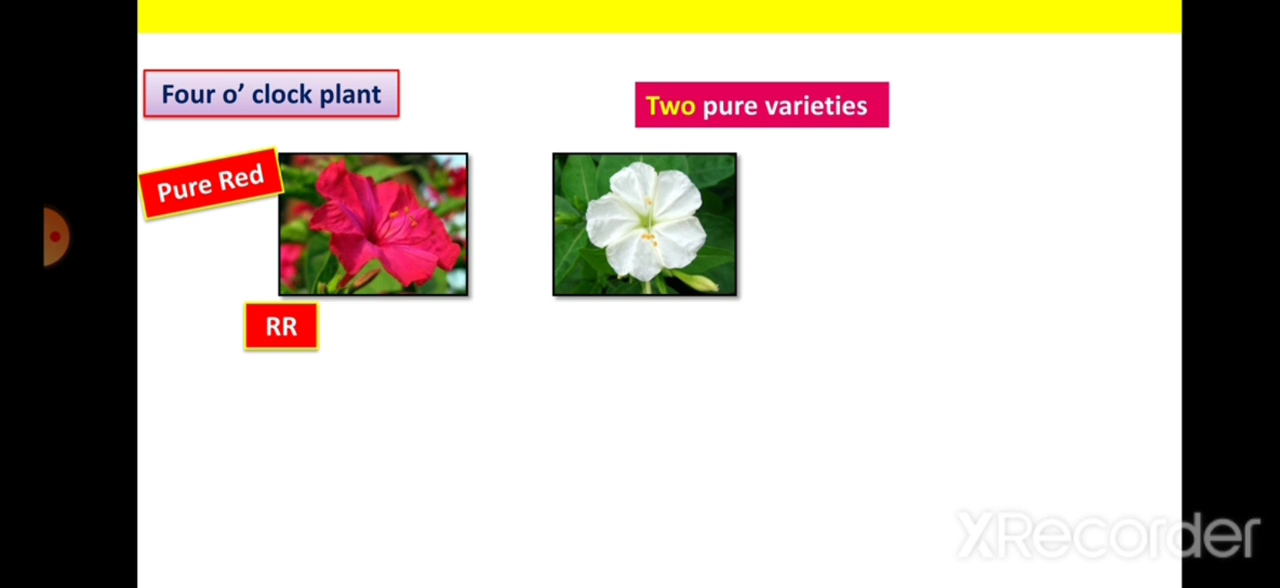 Four o' clock plant
Two pure varieties
Pure Red
RR
XRecorder